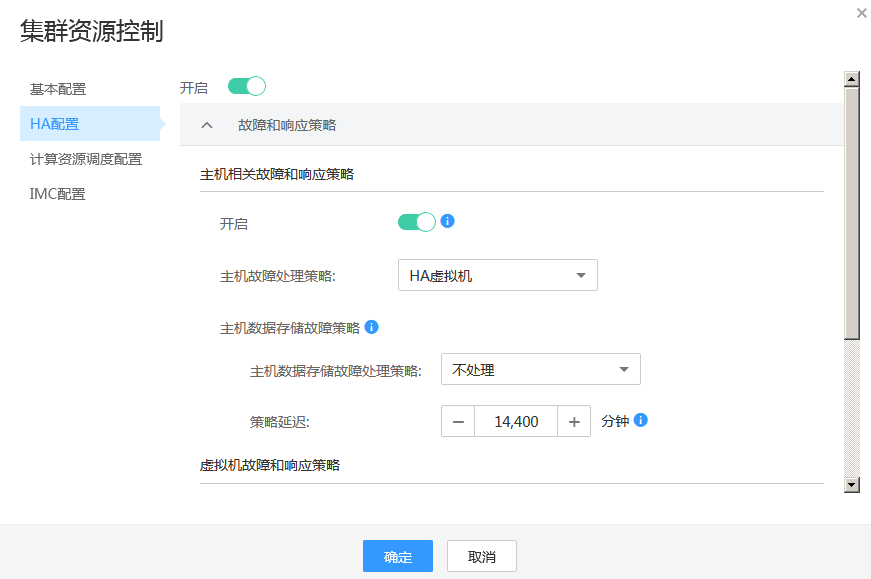 集群资源控制
基本配置
HA配置
计算资源调度配置
IMC配置
开启
故障和响应策略
主机相关故障和响应策略
开启
主机故障处理策略: HA虚拟机
主机数据存储故障策略
主机数据存储故障处理策略: 不处理
策略延迟: 14,400 分钟
虚拟机故障和响应策略
确定 取消